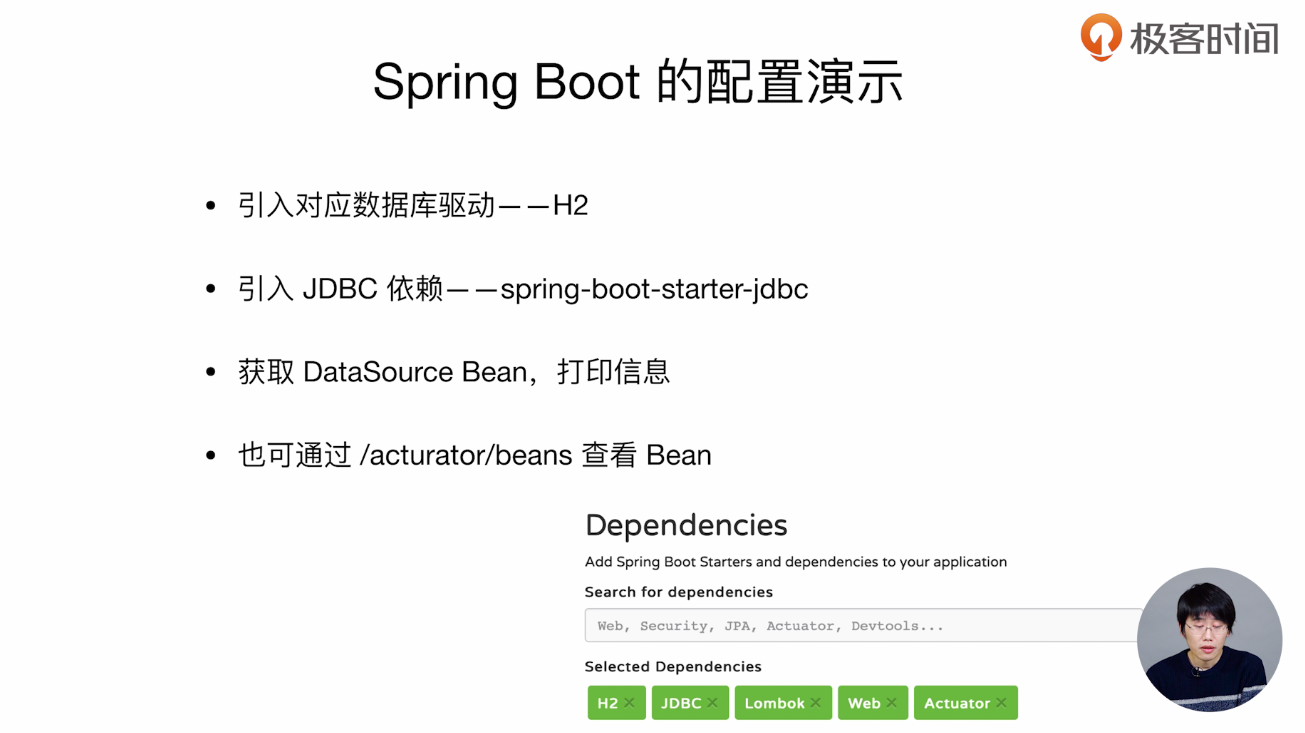 极客时间
Spring Boot 的配置演示
• 引入对应数据库驱动——H2
• 引入 JDBC 依赖——spring-boot-starter-jdbc
• 获取 DataSource Bean，打印信息
• 也可通过 /acturator/beans 查看 Bean
Dependencies
Add Spring Boot Starters and dependencies to your application
Search for dependencies
Web, Security, JPA, Actuator, Devtools...
Selected Dependencies
H2 × JDBC × Lombok × Web × Actuator ×